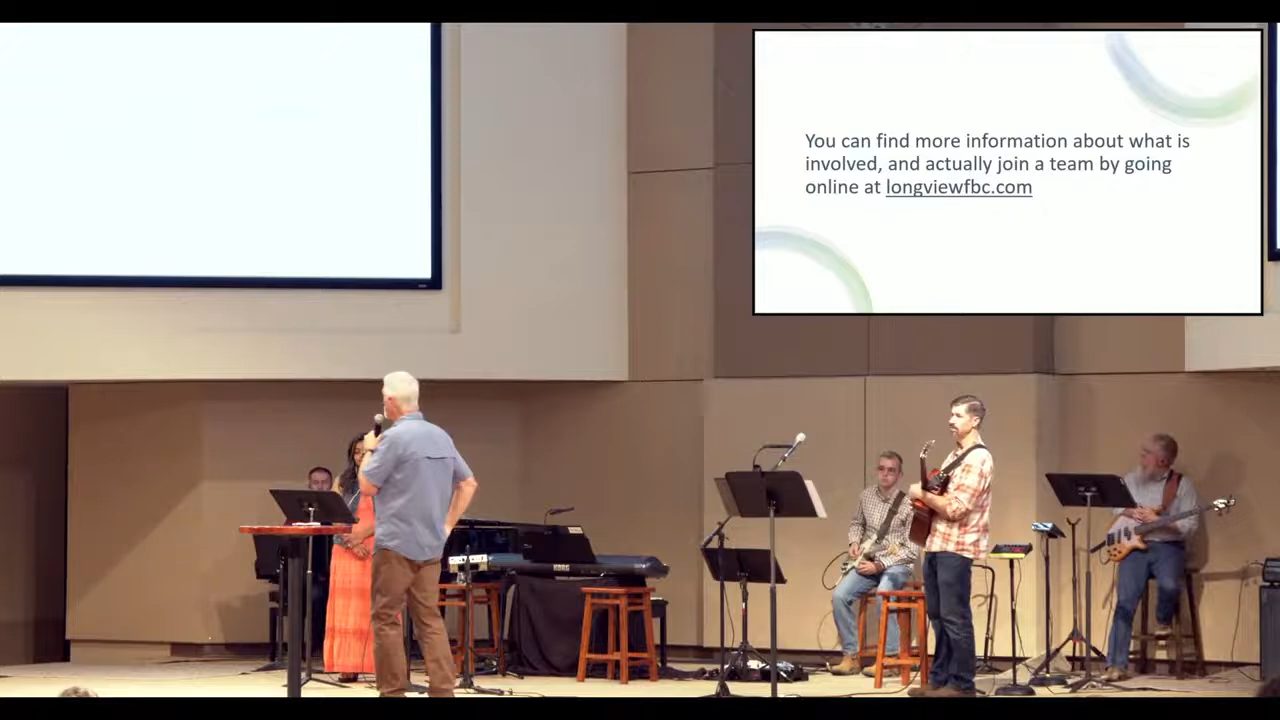 You can find more information about what is
involved, and actually join a team by going
online at longviewfbc.com
KORG